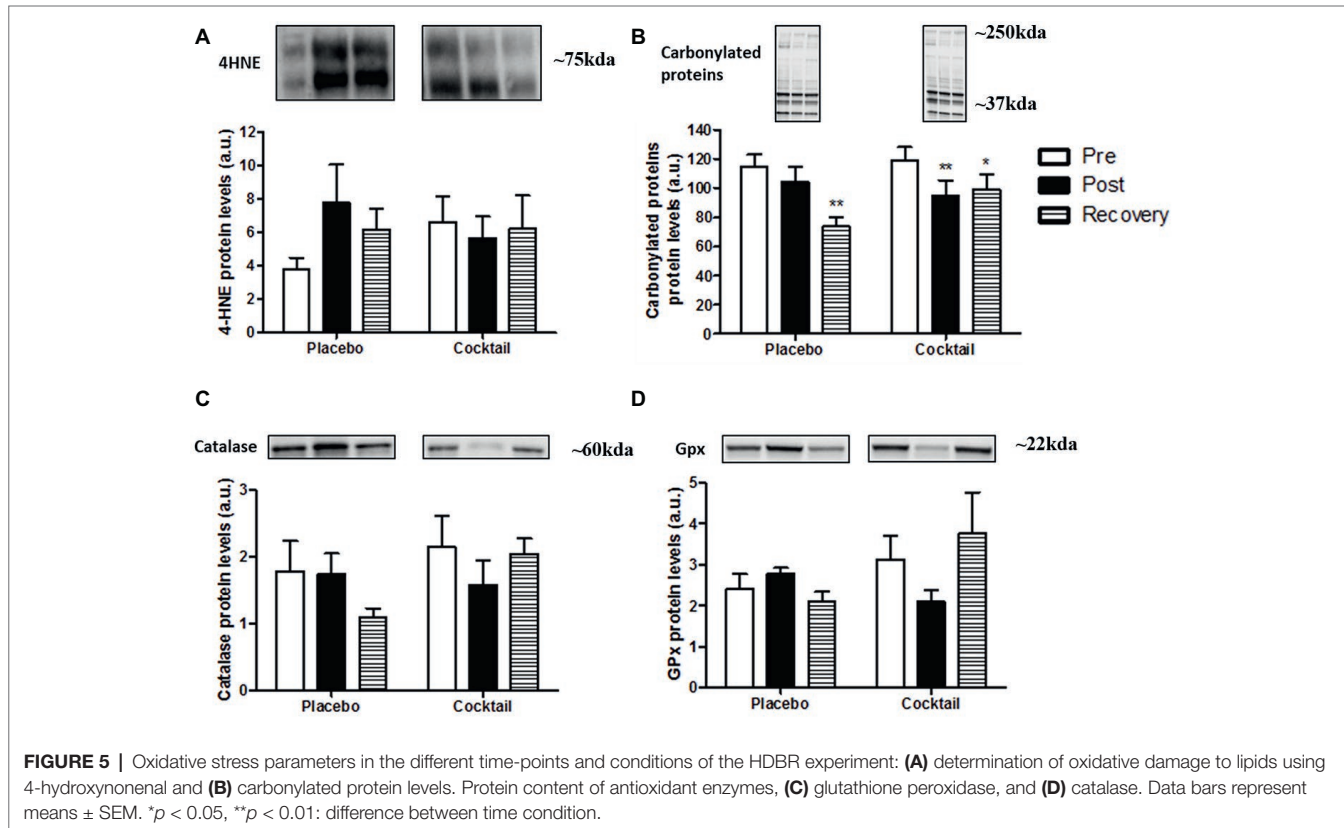 A
4HNE
~75kda
4-HNE protein levels (a.u.)
12
10
8
6
4
2
0
Placebo
Cocktail
B
Carbonylated
proteins
~250kda
~37kda
Carbonylated proteins
protein levels (a.u.)
140
120
100
80
60
40
20
0
**
**
*
Placebo
Cocktail
Pre
Post
Recovery
C
Catalase
~60kda
Catalase protein levels (a.u.)
3
2
1
0
Placebo
Cocktail
D
Gpx
~22kda
GPx protein levels (a.u.)
5
4
3
2
1
0
Placebo
Cocktail
FIGURE 5 | Oxidative stress parameters in the different time-points and conditions of the HDBR experiment: (A) determination of oxidative damage to lipids using
4-hydroxynonenal and (B) carbonylated protein levels. Protein content of antioxidant enzymes, (C) glutathione peroxidase, and (D) catalase. Data bars represent
means ± SEM. *p < 0.05, **p < 0.01: difference between time condition.